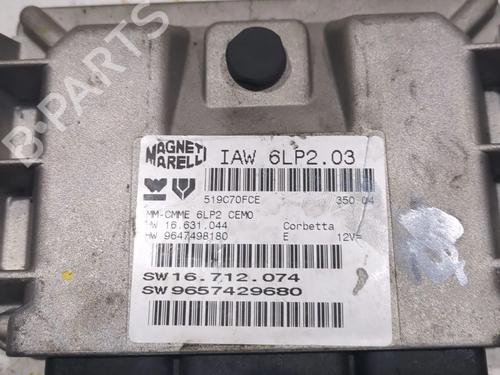 B-PARTS
MAGNETI MARELLI
IAW 6LP2.03
519C70FCE 350 04
MM-CMME 6LP2 CEMO
HW 16.631.044 Corbetta
HW 9647498180 E 12V=
SW16.712.074
SW9657429680